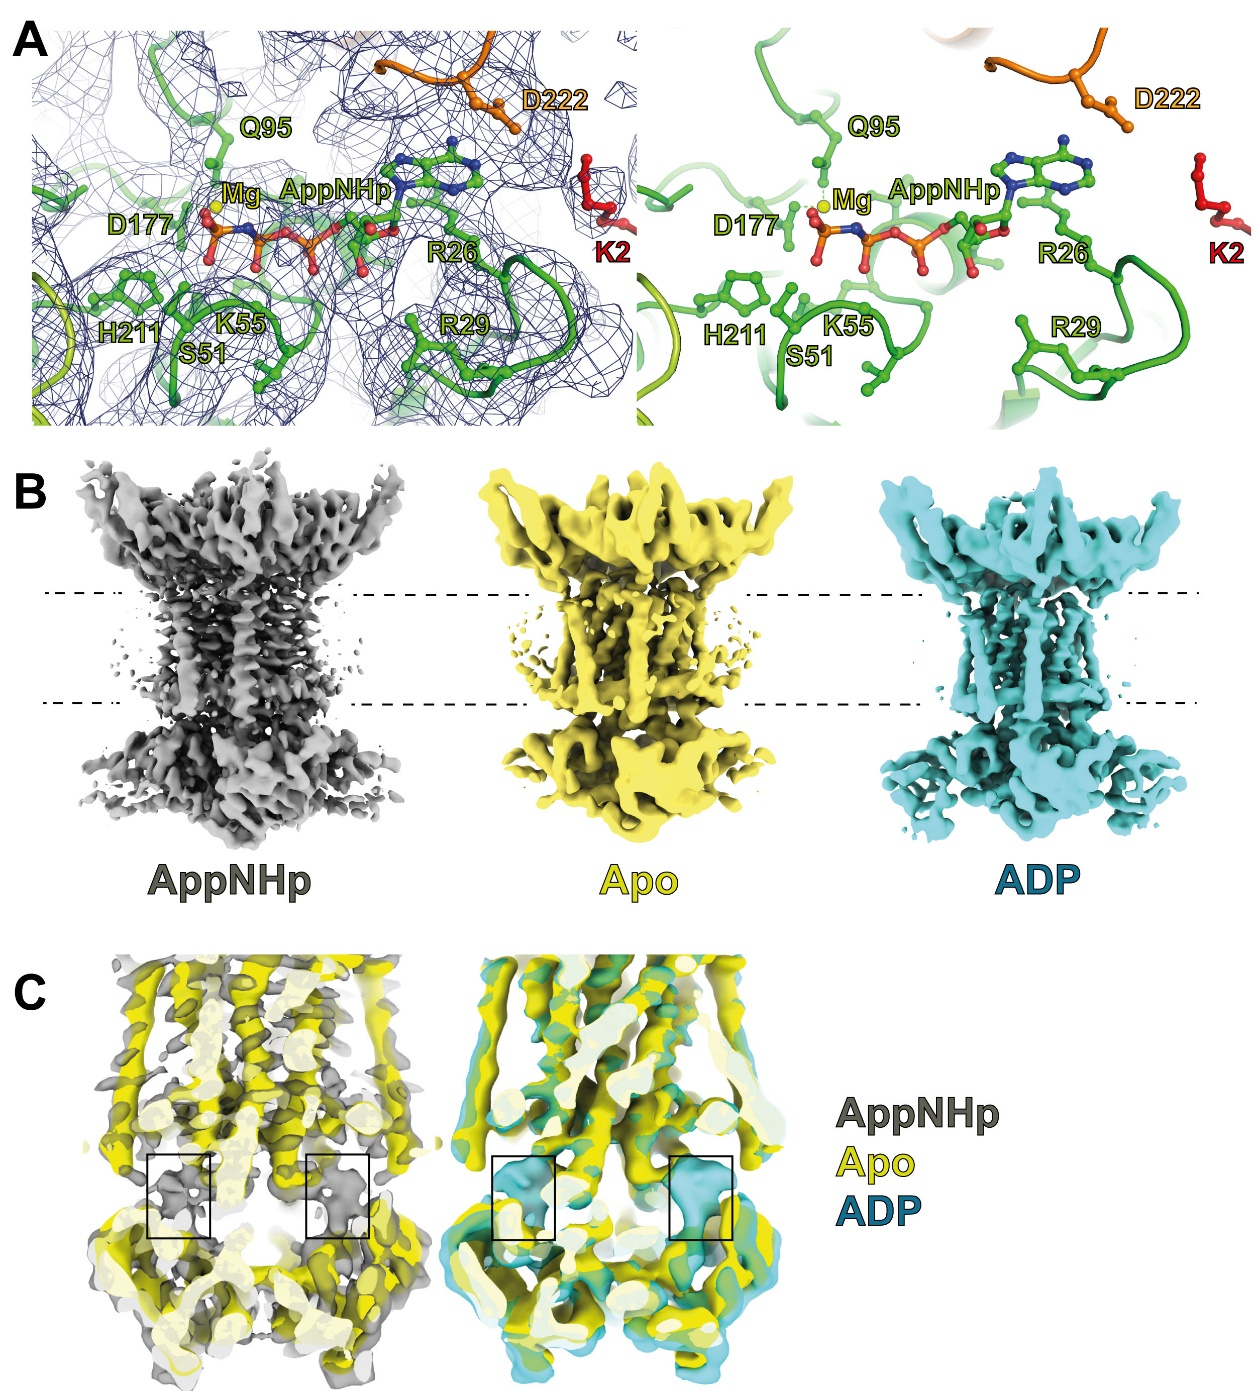 A
D222
Q95
Mg
AppNHp
D177
R26
K2
H211
K55
S51
R29
D222
Q95
Mg
AppNHp
D177
R26
K2
H211
K55
S51
R29
B
AppNHp
Apo
ADP
C
AppNHp
Apo
ADP